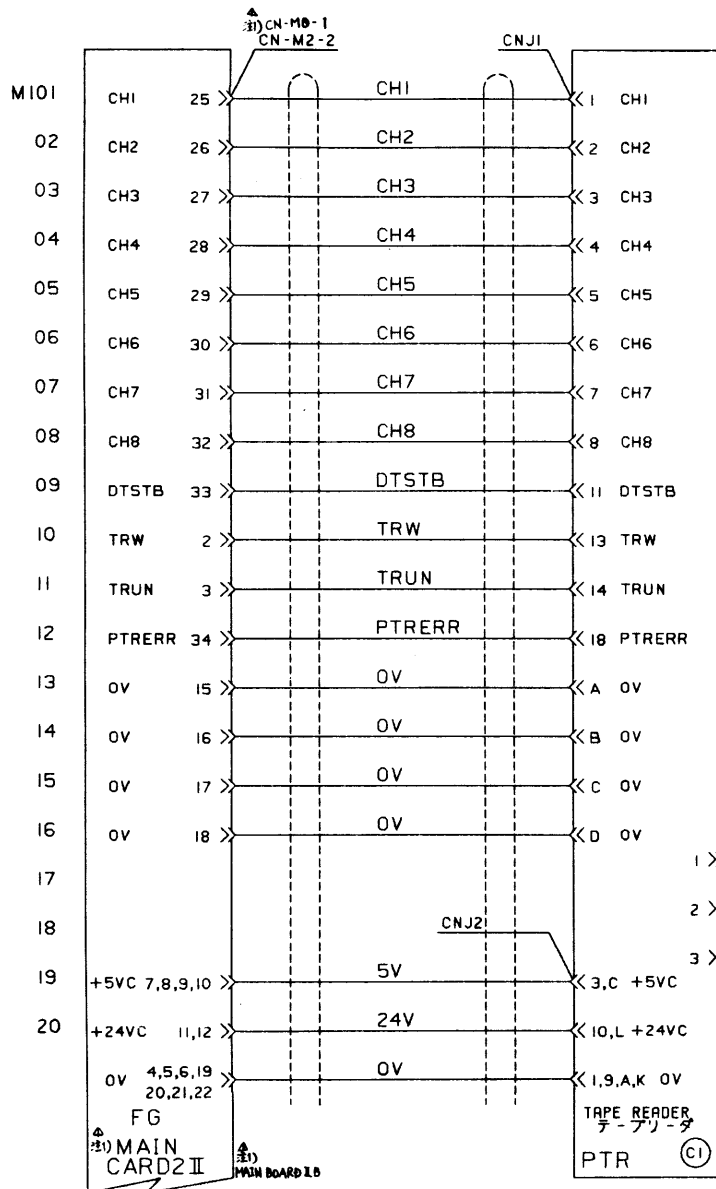 注1) CN-M0-1
CN-M2-2 CNJ1
M101 CH1 25 CH1 1 CH1
02 CH2 26 CH2 2 CH2
03 CH3 27 CH3 3 CH3
04 CH4 28 CH4 4 CH4
05 CH5 29 CH5 5 CH5
06 CH6 30 CH6 6 CH6
07 CH7 31 CH7 7 CH7
08 CH8 32 CH8 8 CH8
09 DTSTB 33 DTSTB 11 DTSTB
10 TRW 2 TRW 13 TRW
11 TRUN 3 TRUN 14 TRUN
12 PTRERR 34 PTRERR 18 PTRERR
13 0V 15 0V A 0V
14 0V 16 0V B 0V
15 0V 17 0V C 0V
16 0V 18 0V D 0V
1
17
2
18 CNJ2
3
19 +5VC 7,8,9,10 5V 3,C +5VC
20 +24VC 11,12 24V 10,L +24VC
0V 4,5,6,19 0V 1,9,A,K 0V
20,21,22
FG TAPE READER
テープリーダ
注1) MAIN 注1)
CARD2 II MAIN BOARD PTR C1